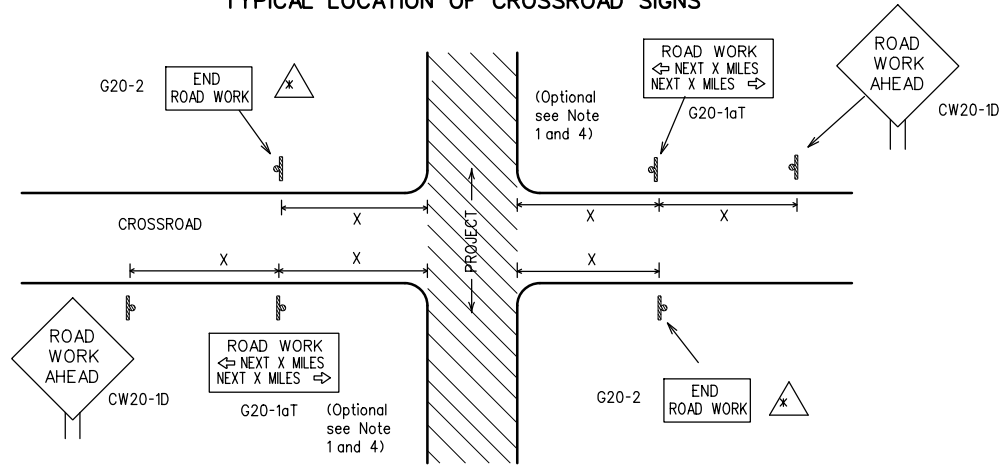 TYPICAL LOCATION OF CROSSROAD SIGNS
G20-2
END
ROAD WORK
*
(Optional
see Note
1 and 4)
ROAD WORK
⇦ NEXT X MILES
NEXT X MILES ⇨
G20-1aT
ROAD
WORK
AHEAD
CW20-1D
X
X
X
CROSSROAD
PROJECT
X
X
X
ROAD
WORK
AHEAD
CW20-1D
ROAD WORK
⇦ NEXT X MILES
NEXT X MILES ⇨
G20-1aT
(Optional
see Note
1 and 4)
G20-2
END
ROAD WORK
*